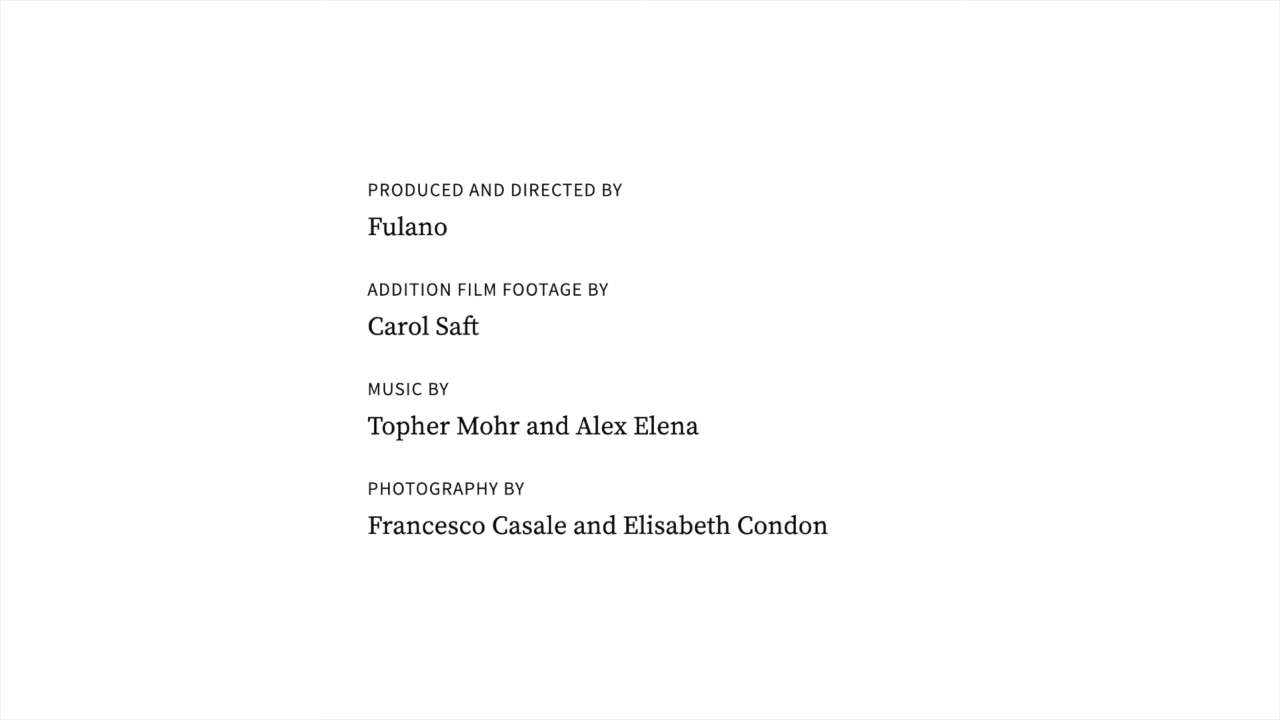 PRODUCED AND DIRECTED BY
Fulano
ADDITION FILM FOOTAGE BY
Carol Saft
MUSIC BY
Topher Mohr and Alex Elena
PHOTOGRAPHY BY
Francesco Casale and Elisabeth Condon